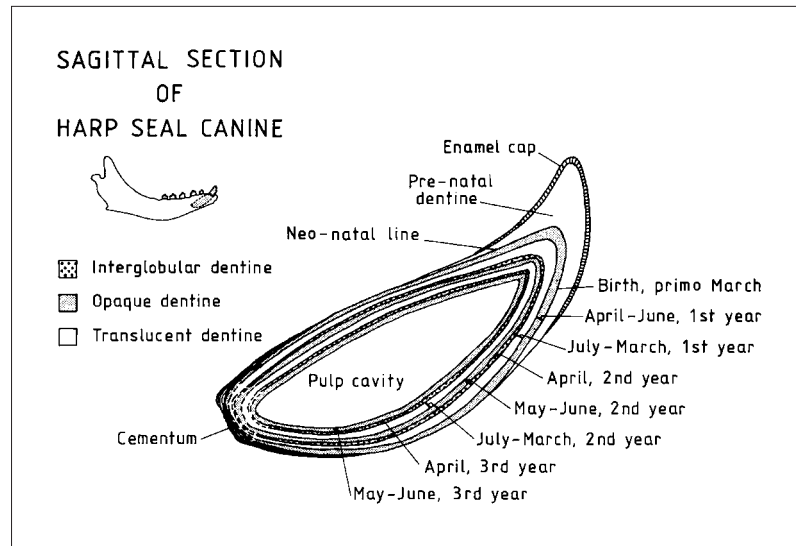 SAGITTAL SECTION
OF
HARP SEAL CANINE
Enamel cap
Pre-natal
dentine
Neo-natal line
Interglobular dentine
Opaque dentine
Translucent dentine
Birth, primo March
April-June, 1st year
July-March, 1st year
April, 2nd year
May-June, 2nd year
July-March, 2nd year
April, 3rd year
May-June, 3rd year
Pulp cavity
Cementum